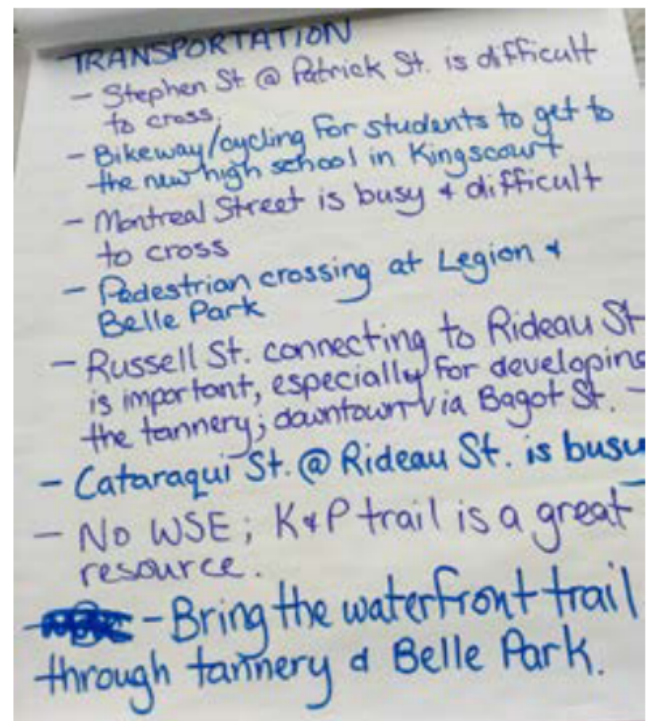 TRANSPORTATION
- Stephen St @ Patrick St. is difficult
to cross.
- Bikeway/cycling for students to get to
the new high school in Kingscourt
- Montreal Street is busy & difficult
to cross
- Pedestrian crossing at Legion &
Belle Park
- Russell St. connecting to Rideau St
is important, especially for developing
the tannery; downtown via Bagot St. -
- Cataraqui St. @ Rideau St. is busy
- No WSE; K&P trail is a great
resource.
- Bring the waterfront trail
through tannery & Belle Park.